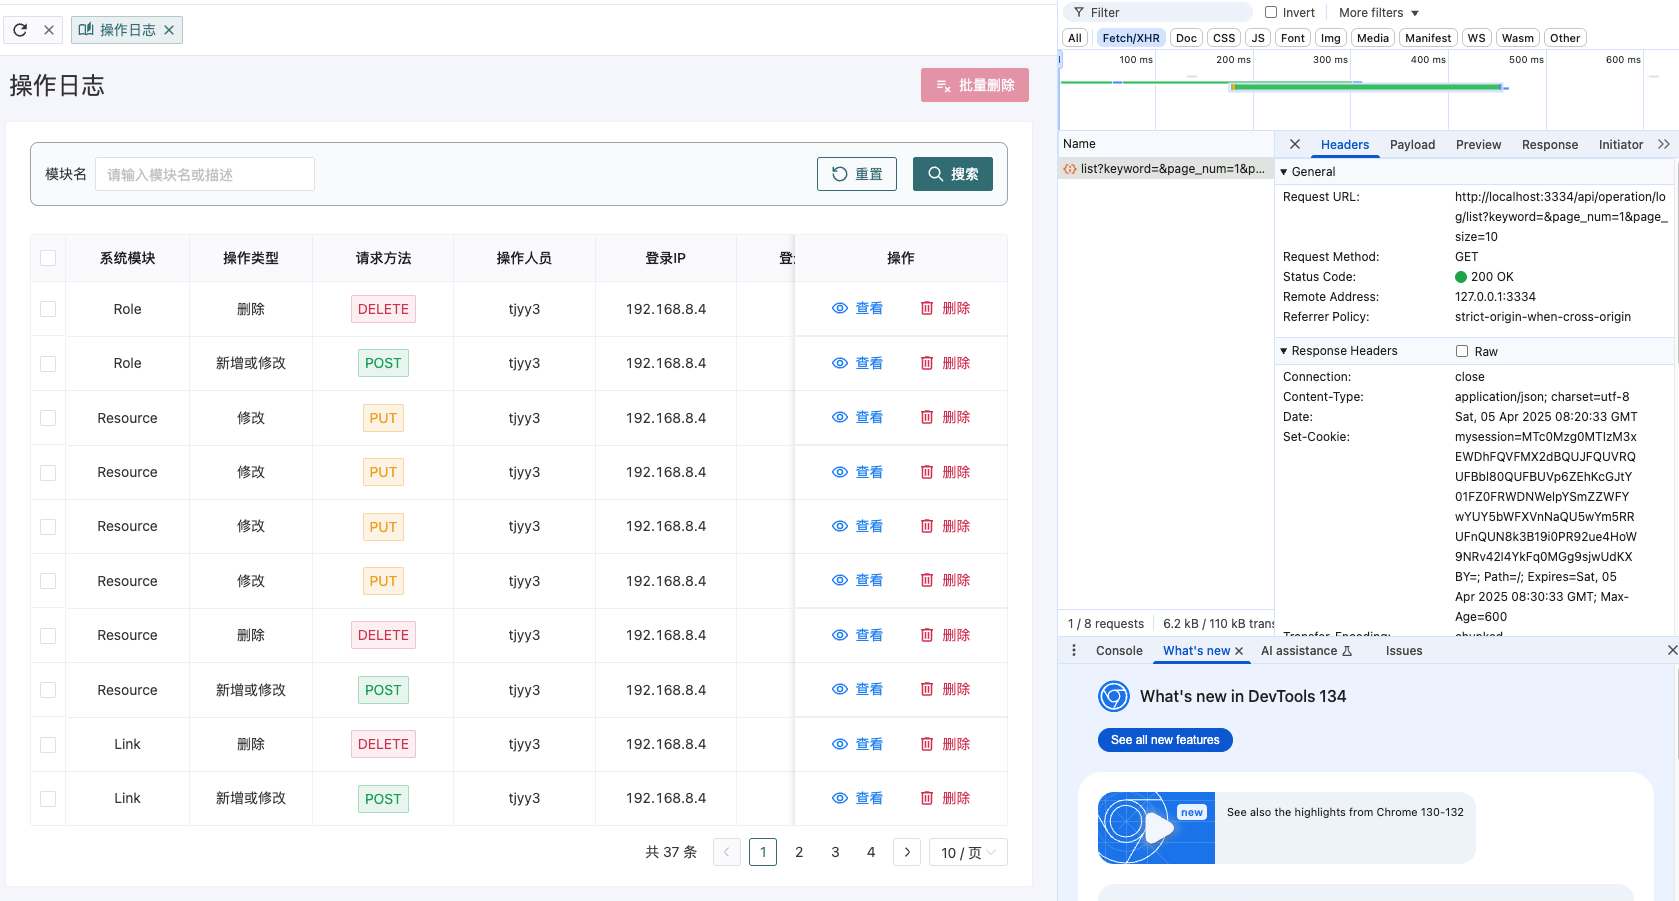 操作日志
操作日志
批量删除
模块名 请输入模块名或描述 重置 搜索
系统模块 操作类型 请求方法 操作人员 登录IP 登 操作
Role 删除 DELETE tjyy3 192.168.8.4 查看 删除
Role 新增或修改 POST tjyy3 192.168.8.4 查看 删除
Resource 修改 PUT tjyy3 192.168.8.4 查看 删除
Resource 修改 PUT tjyy3 192.168.8.4 查看 删除
Resource 修改 PUT tjyy3 192.168.8.4 查看 删除
Resource 修改 PUT tjyy3 192.168.8.4 查看 删除
Resource 删除 DELETE tjyy3 192.168.8.4 查看 删除
Resource 新增或修改 POST tjyy3 192.168.8.4 查看 删除
Link 删除 DELETE tjyy3 192.168.8.4 查看 删除
Link 新增或修改 POST tjyy3 192.168.8.4 查看 删除
共 37 条 1 2 3 4 10 / 页
Filter Invert More filters
All Fetch/XHR Doc CSS JS Font Img Media Manifest WS Wasm Other
100 ms 200 ms 300 ms 400 ms 500 ms 600 ms
Name
list?keyword=&page_num=1&p...
1 / 8 requests 6.2 kB / 110 kB trans
Headers Payload Preview Response Initiator
General
Request URL: http://localhost:3334/api/operation/lo
g/list?keyword=&page_num=1&page_
size=10
Request Method: GET
Status Code: 200 OK
Remote Address: 127.0.0.1:3334
Referrer Policy: strict-origin-when-cross-origin
Response Headers Raw
Connection: close
Content-Type: application/json; charset=utf-8
Date: Sat, 05 Apr 2025 08:20:33 GMT
Set-Cookie: mysession=MTc0Mzg0MTIzM3x
EWDhFQVFMX2dBQUJFQUVRQ
UFBbl80QUFBUVp6ZEhKcGJtY
01FZ0FRWDNWelpYSmZZWFY
wYUY5bWFXVnNaQU5wYm5RR
UFnQUN8k3B19i0PR92ue4HoW
9NRv42l4YkFq0MGg9sjwUdKX
BY=; Path=/; Expires=Sat, 05
Apr 2025 08:30:33 GMT; Max-
Age=600
Transfer-Encoding: chunked
Console What's new AI assistance Issues
What's new in DevTools 134
See all new features
new
See also the highlights from Chrome 130-132